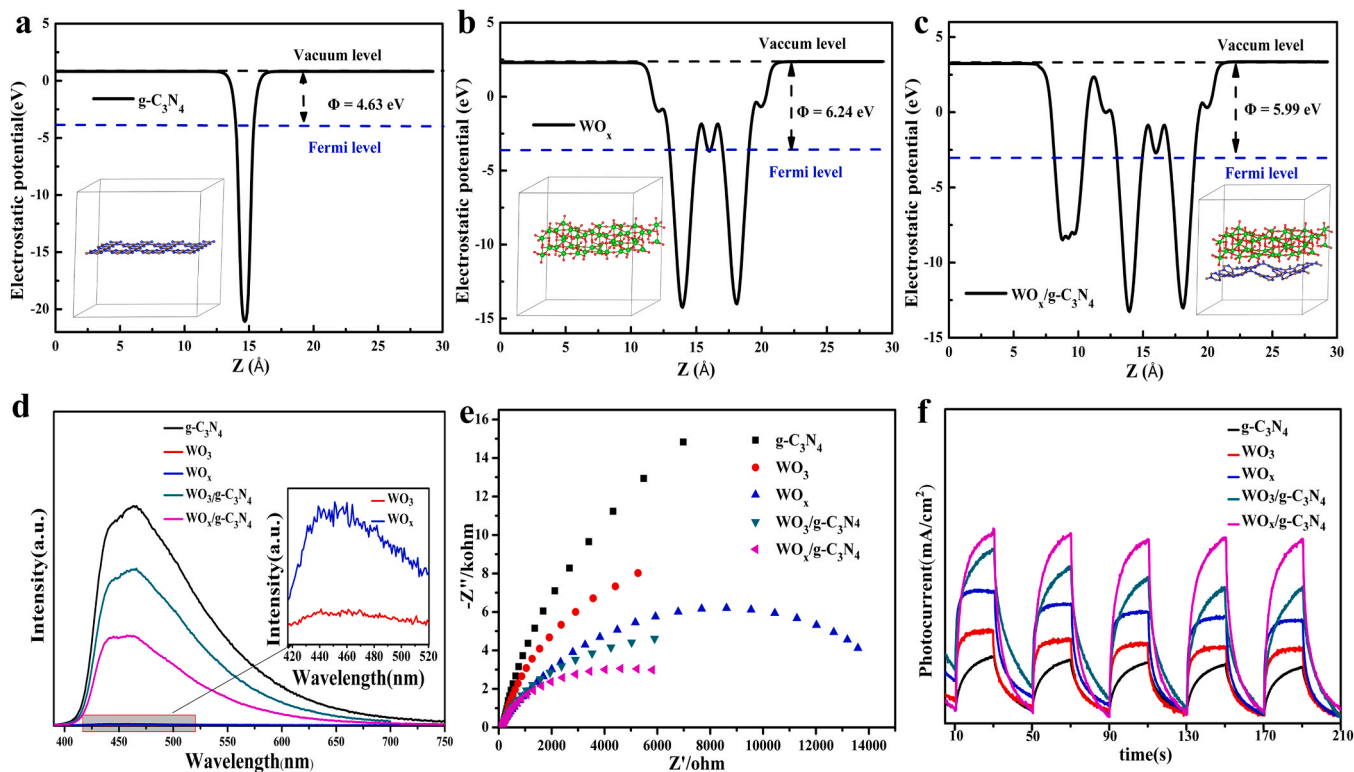 a
Electrostatic potential(eV)
5
0
-5
-10
-15
-20
Vacuum level
g-C3N4
Φ = 4.63 eV
Fermi level
0 5 10 15 20 25 30
Z (Å)
b
Electrostatic potential (eV)
5
0
-5
-10
-15
Vaccum level
WOx
Φ = 6.24 eV
Fermi level
0 5 10 15 20 25 30
Z (Å)
c
Electrostatic potential (eV)
5
0
-5
-10
-15
Vaccum level
Φ = 5.99 eV
Fermi level
WOx/g-C3N4
0 5 10 15 20 25 30
Z (Å)
d
Intensity(a.u.)
g-C3N4
WO3
WOx
WO3/g-C3N4
WOx/g-C3N4
Intensity(a.u.)
WO3
WOx
420 440 460 480 500 520
Wavelength(nm)
400 450 500 550 600 650 700 750
Wavelength(nm)
e
-Z''/kohm
16
14
12
10
8
6
4
2
0
g-C3N4
WO3
WOx
WO3/g-C3N4
WOx/g-C3N4
0 2000 4000 6000 8000 10000 12000 14000
Z'/ohm
f
Photocurrent(mA/cm2)
g-C3N4
WO3
WOx
WO3/g-C3N4
WOx/g-C3N4
10 30 50 70 90 110 130 150 170 190 210
time(s)